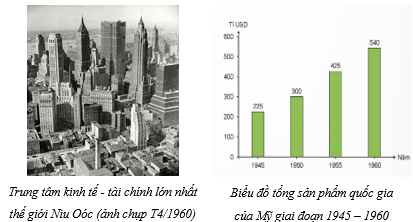 Tỉ USD
600
500
400
300
200
100
0
225
300
425
540
1945
1950
1955
1960
Năm
Trung tâm kinh tế - tài chính lớn nhất
thế giới Niu Oóc (ảnh chụp T4/1960)
Biểu đồ tổng sản phẩm quốc gia
của Mỹ giai đoạn 1945 – 1960